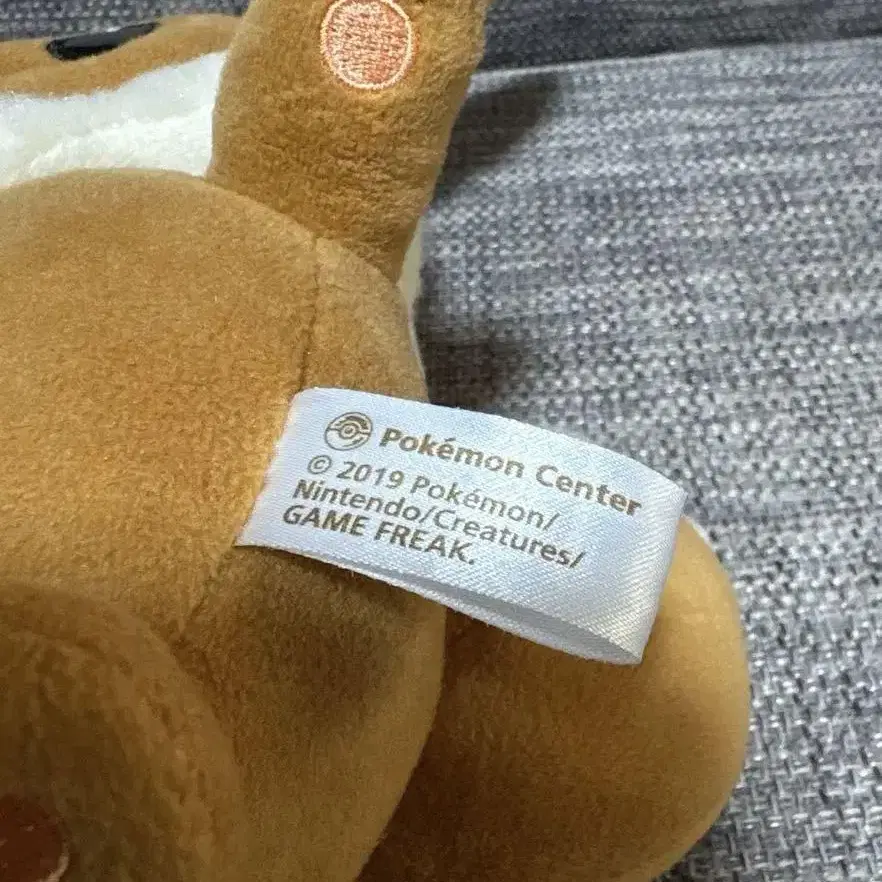 Pokémon Center
© 2019 Pokémon/
Nintendo/Creatures/
GAME FREAK.